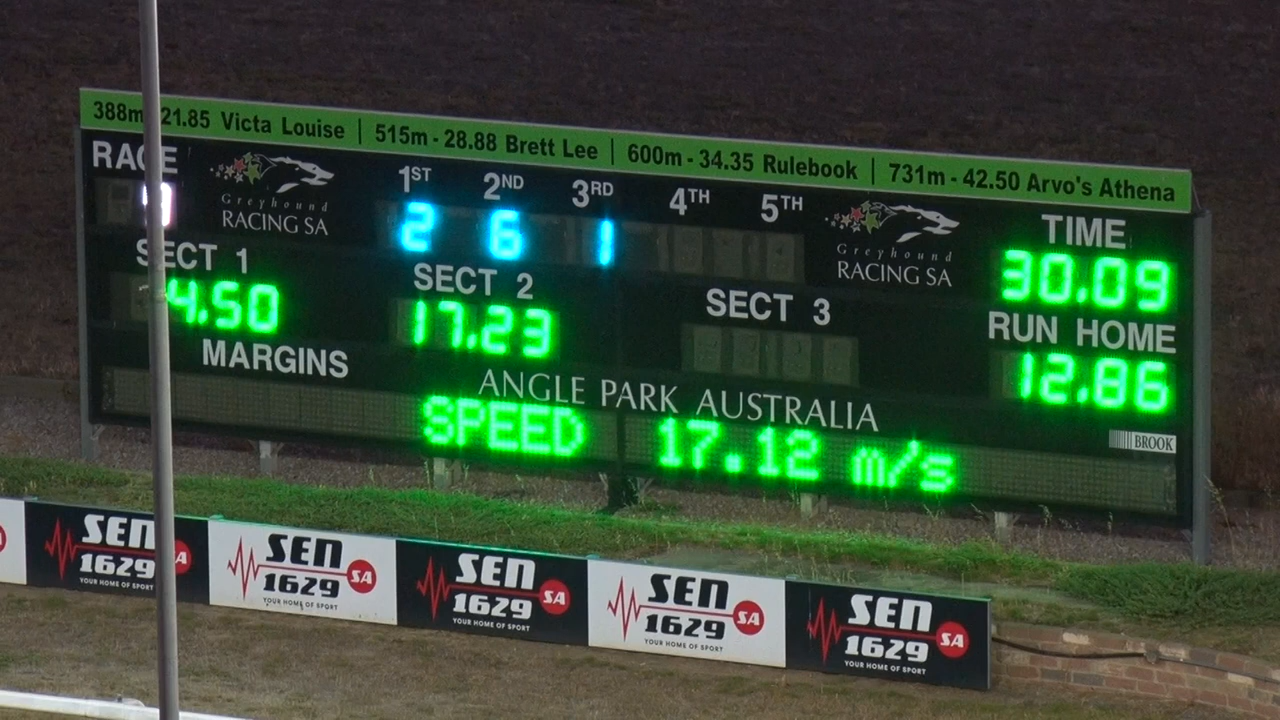 388m 21.85 Victa Louise | 515m - 28.88 Brett Lee | 600m - 34.35 Rulebook | 731m - 42.50 Arvo's Athena
RACE
Greyhound
RACING SA
1ST 2ND 3RD 4TH 5TH
2 6 1
Greyhound
RACING SA
TIME
30.09
SECT 1
4.50
SECT 2
17.23
SECT 3
RUN HOME
12.86
MARGINS
ANGLE PARK AUSTRALIA
SPEED 17.12 m/s
BROOK
SEN
1629
SA
YOUR HOME OF SPORT
SEN
1629
SA
YOUR HOME OF SPORT
SEN
1629
SA
YOUR HOME OF SPORT
SEN
1629
SA
YOUR HOME OF SPORT
SEN
1629
SA
YOUR HOME OF SPORT